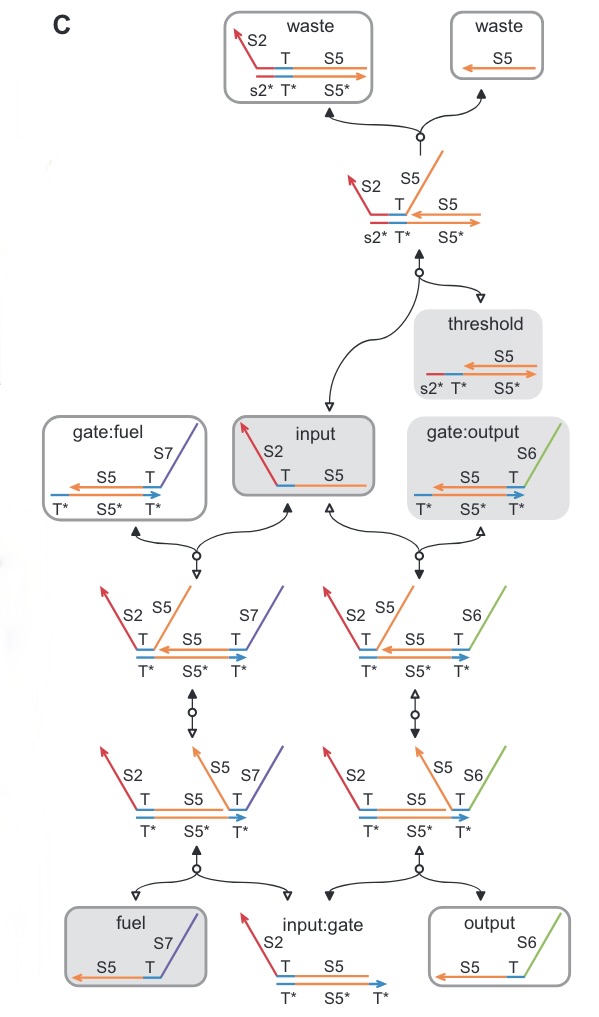 C
waste
waste
S2
T S5
S5
s2* T* S5*
S5
S2
T
S5
s2* T* S5*
threshold
S5
s2* T* S5*
gate:fuel
input
gate:output
S7
S2
S6
S5 T
T S5
S5 T
T* S5* T*
T* S5* T*
S2 S5 S7
S2 S5 S6
T S5 T
T S5 T
T* S5* T*
T* S5* T*
S2 S5 S7
S2 S5 S6
T S5 T
T S5 T
T* S5* T*
T* S5* T*
fuel
input:gate
output
S7
S2
S6
S5 T
T S5
S5 T
T* S5* T*